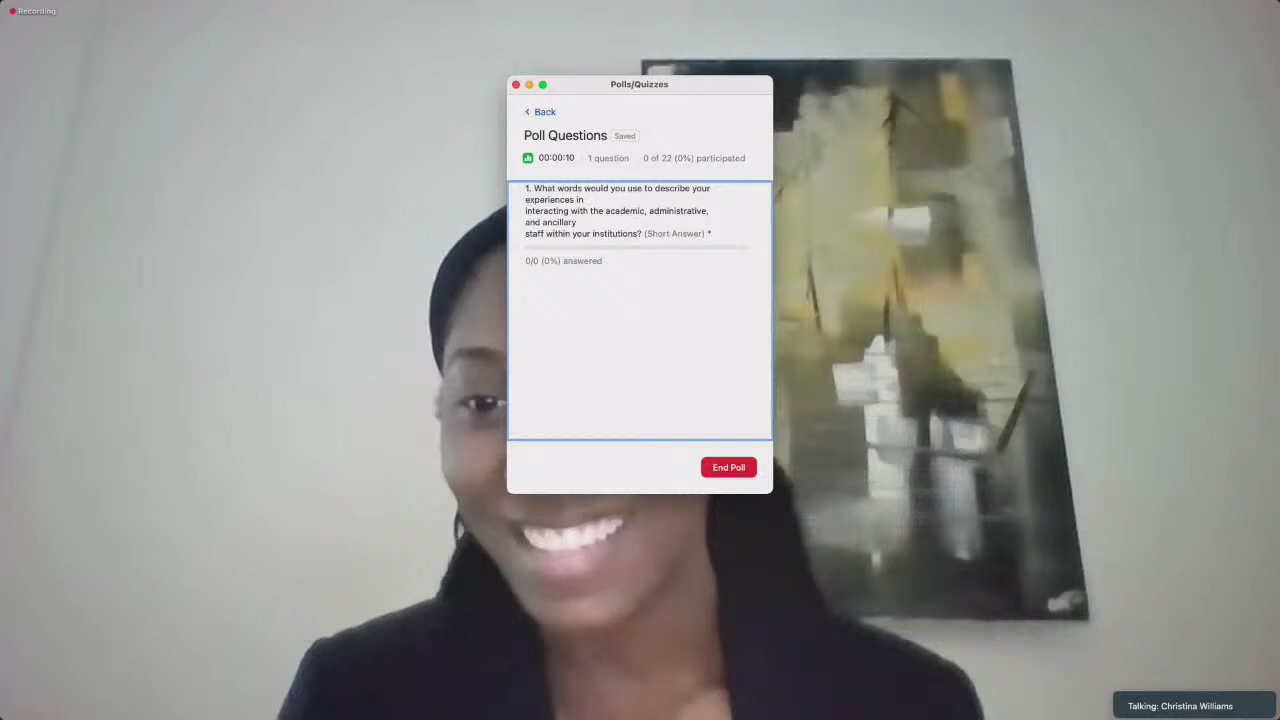 Recording
Polls/Quizzes
Back
Poll Questions Saved
00:00:10 1 question 0 of 22 (0%) participated
1. What words would you use to describe your
experiences in
interacting with the academic, administrative,
and ancillary
staff within your institutions? (Short Answer) *
0/0 (0%) answered
End Poll
Talking: Christina Williams